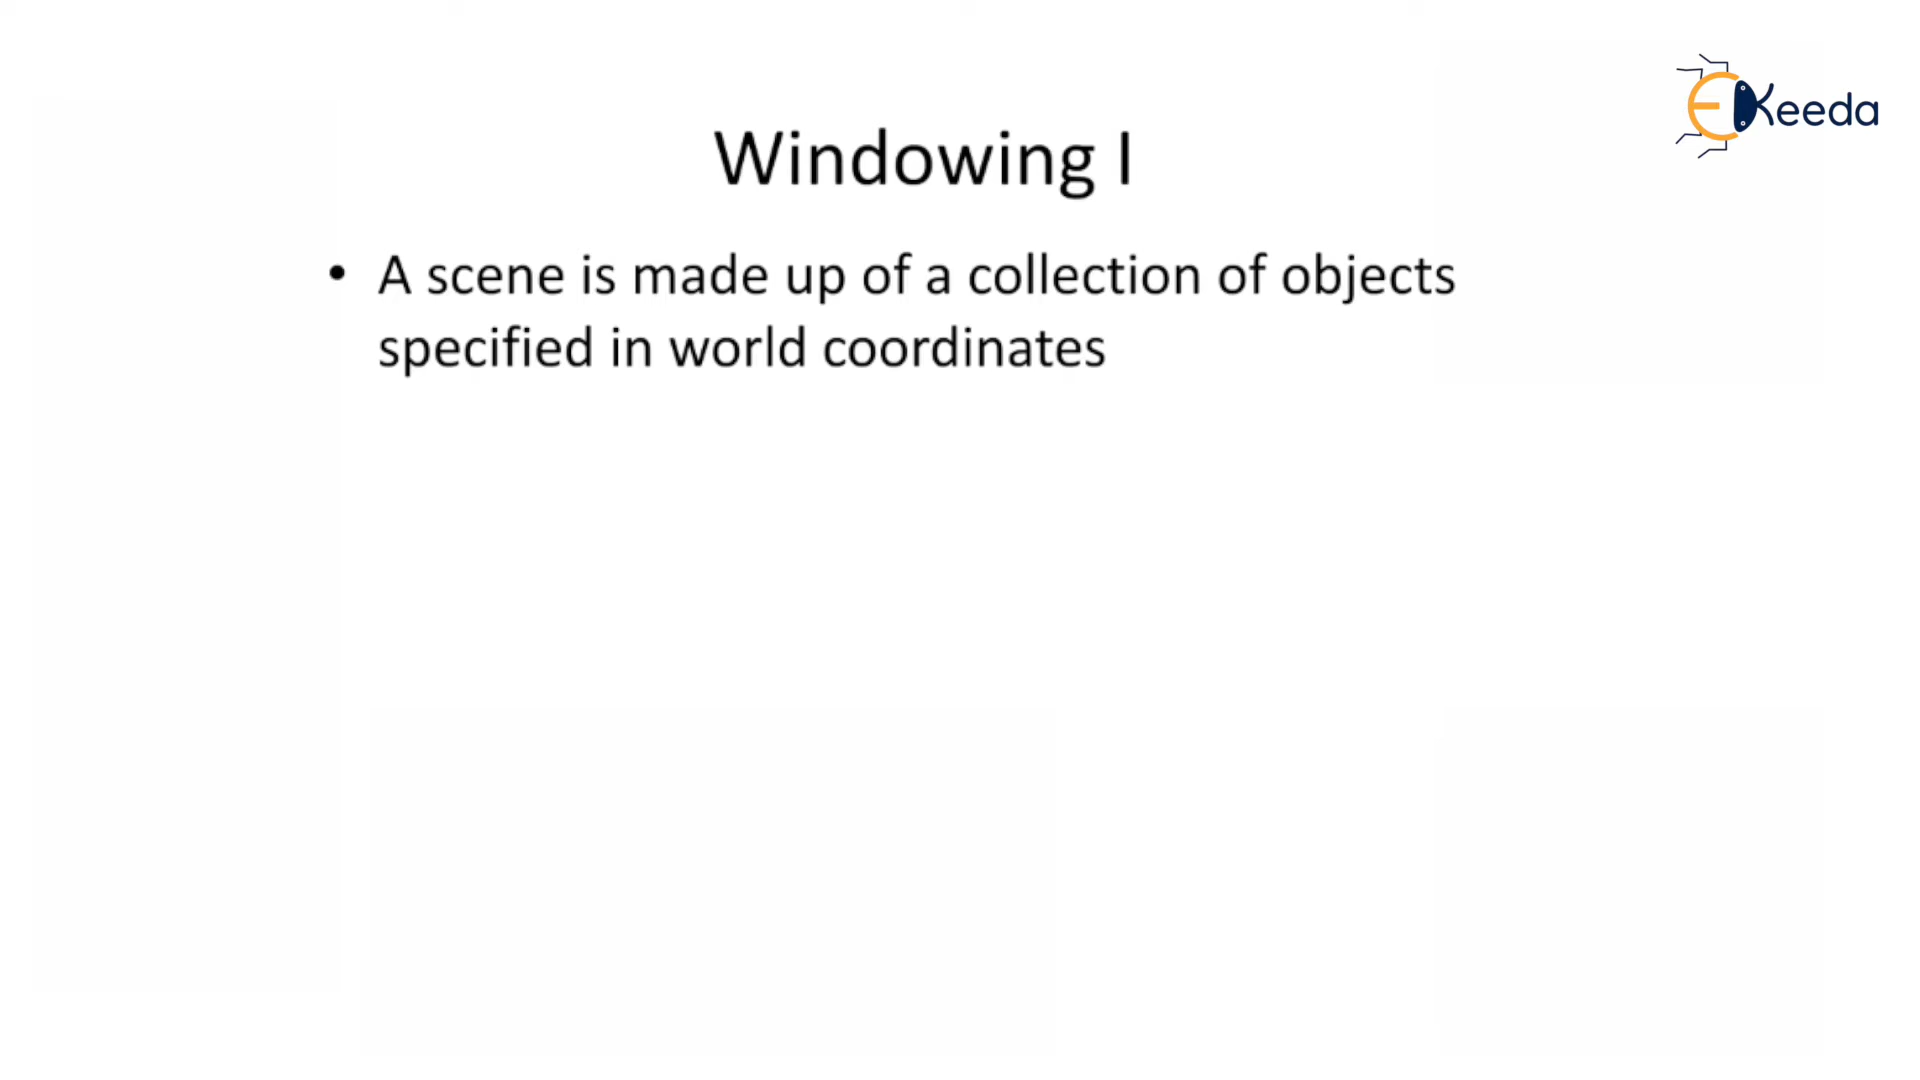 EKeeda
Windowing I
• A scene is made up of a collection of objects
specified in world coordinates